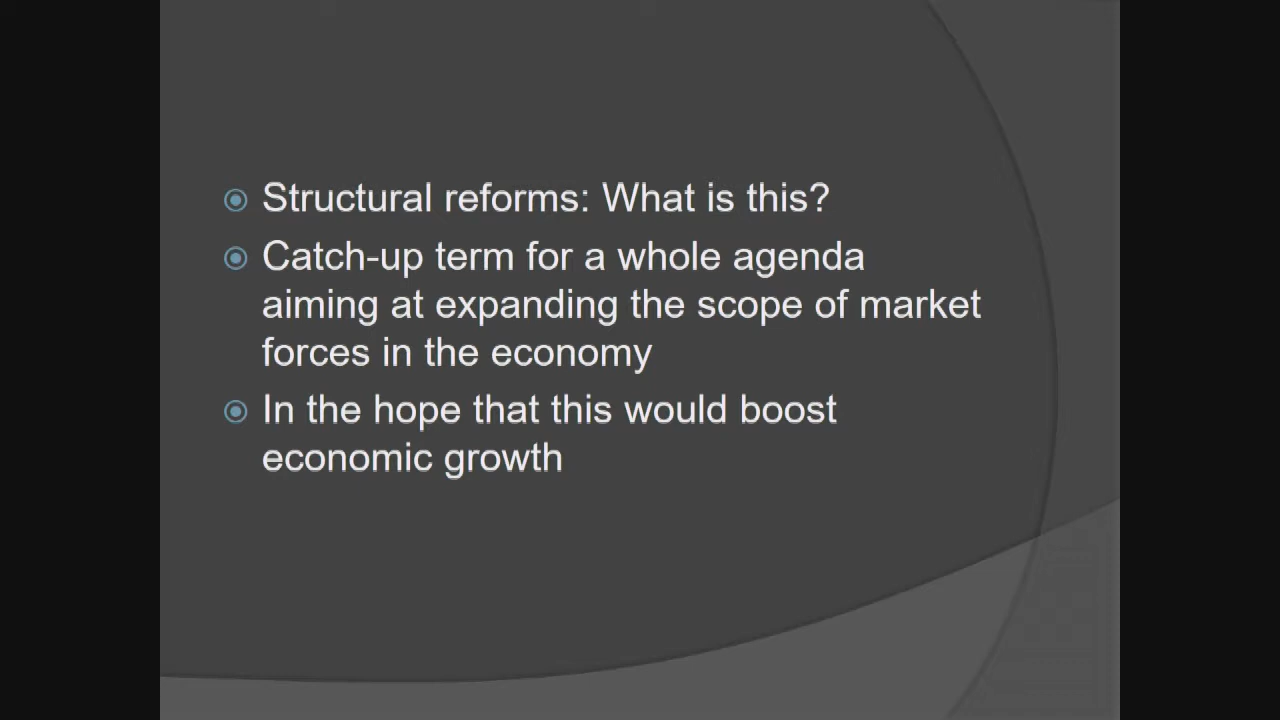 Structural reforms: What is this?
Catch-up term for a whole agenda
aiming at expanding the scope of market
forces in the economy
In the hope that this would boost
economic growth